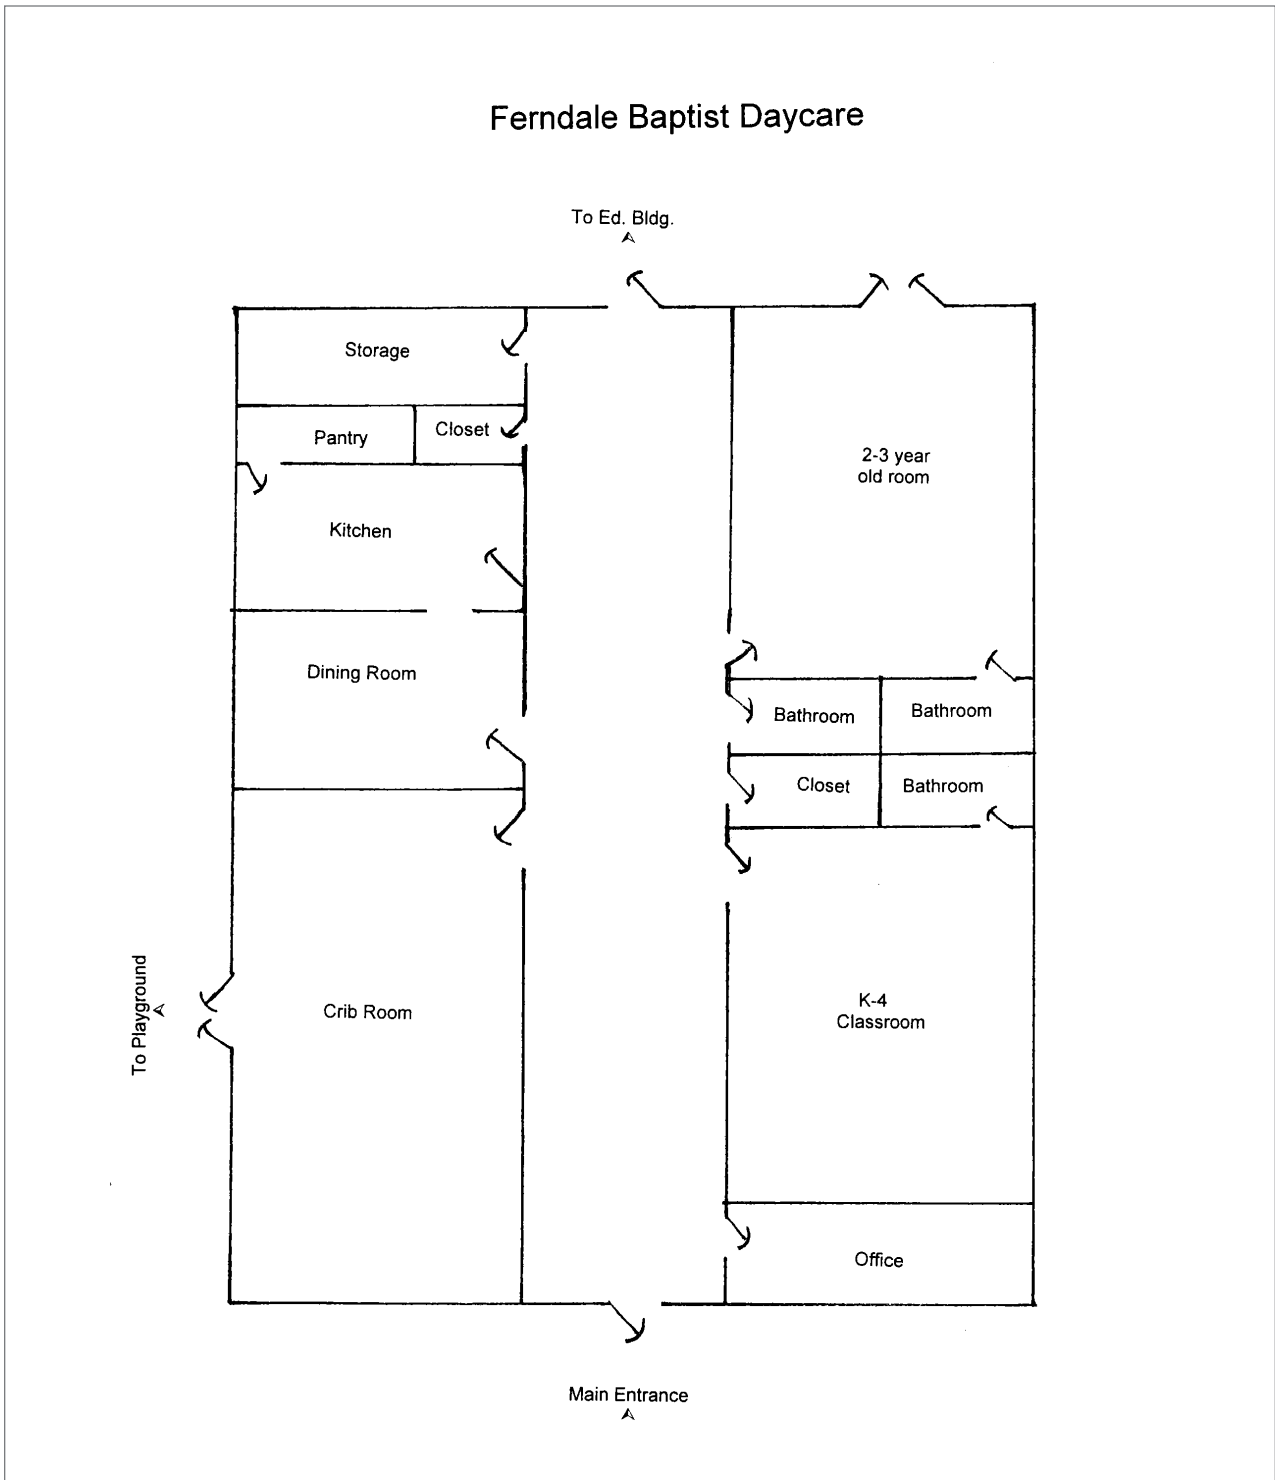 Ferndale Baptist Daycare
To Ed. Bldg.
Storage
Pantry
Closet
2-3 year
old room
Kitchen
Dining Room
Bathroom
Bathroom
Closet
Bathroom
To Playground
Crib Room
K-4
Classroom
Office
Main Entrance